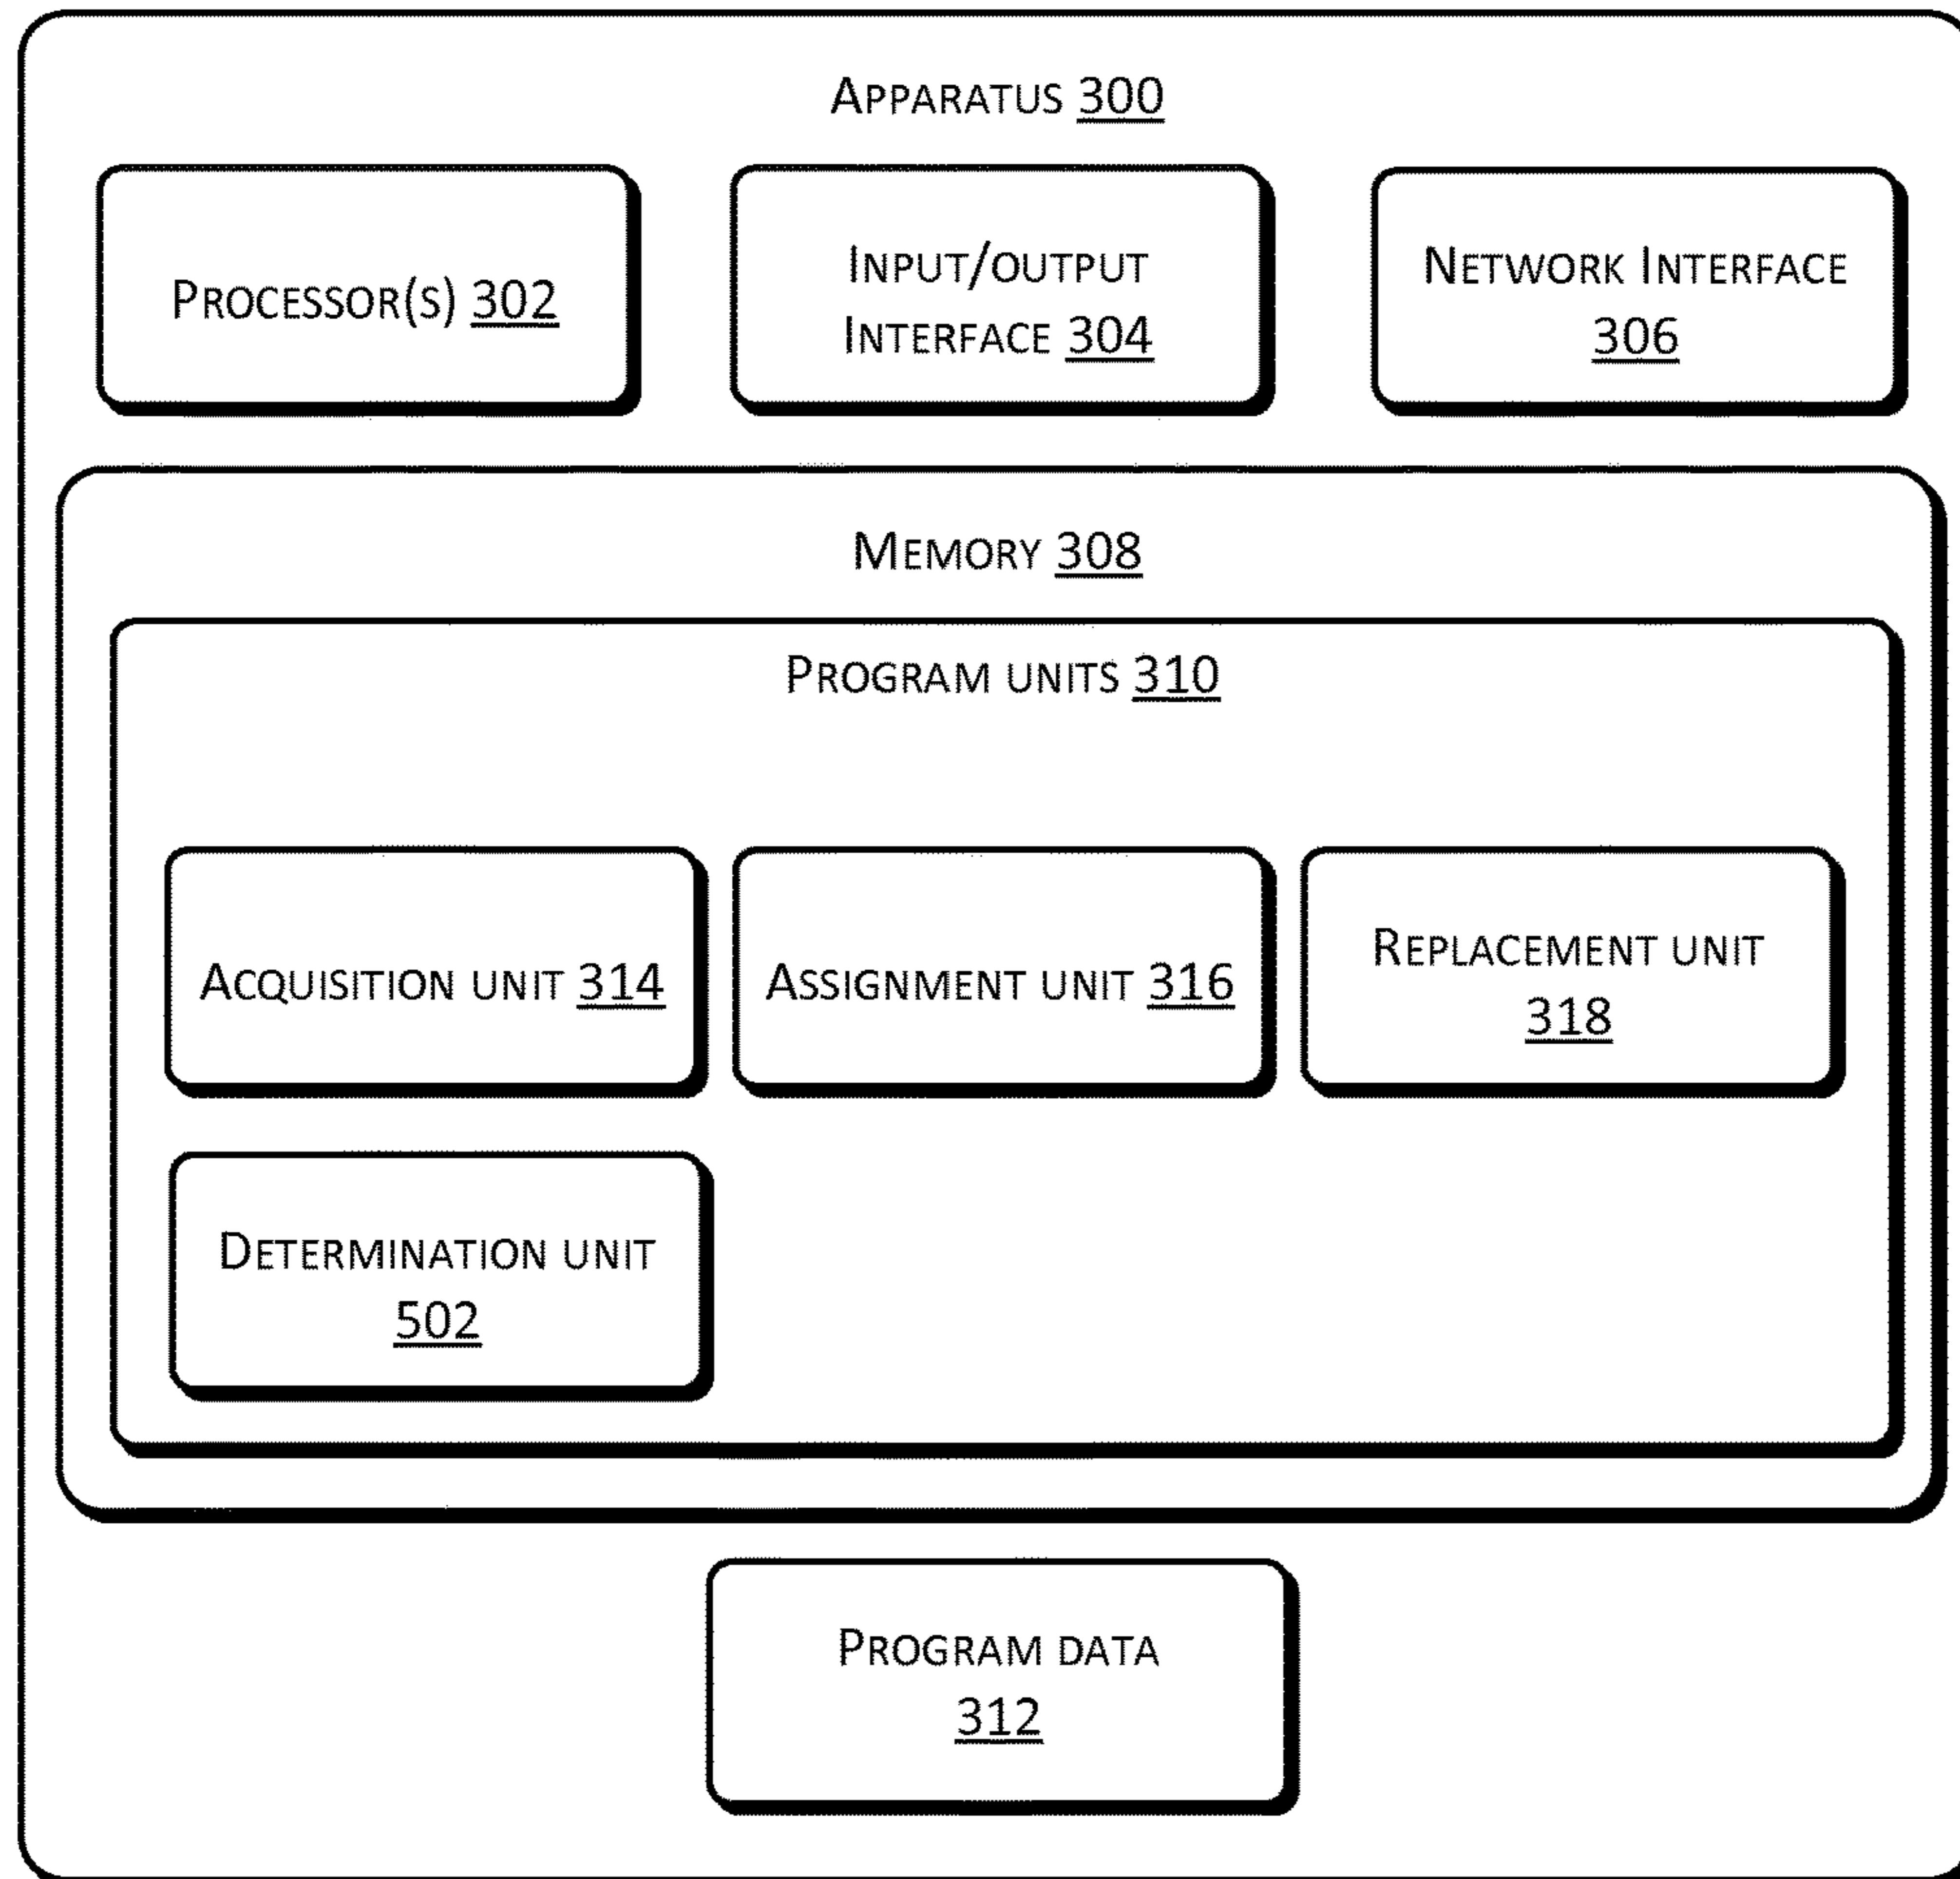 APPARATUS 300
PROCESSOR(S) 302
INPUT/OUTPUT
INTERFACE 304
NETWORK INTERFACE
306
MEMORY 308
PROGRAM UNITS 310
ACQUISITION UNIT 314
ASSIGNMENT UNIT 316
REPLACEMENT UNIT
318
DETERMINATION UNIT
502
PROGRAM DATA
312